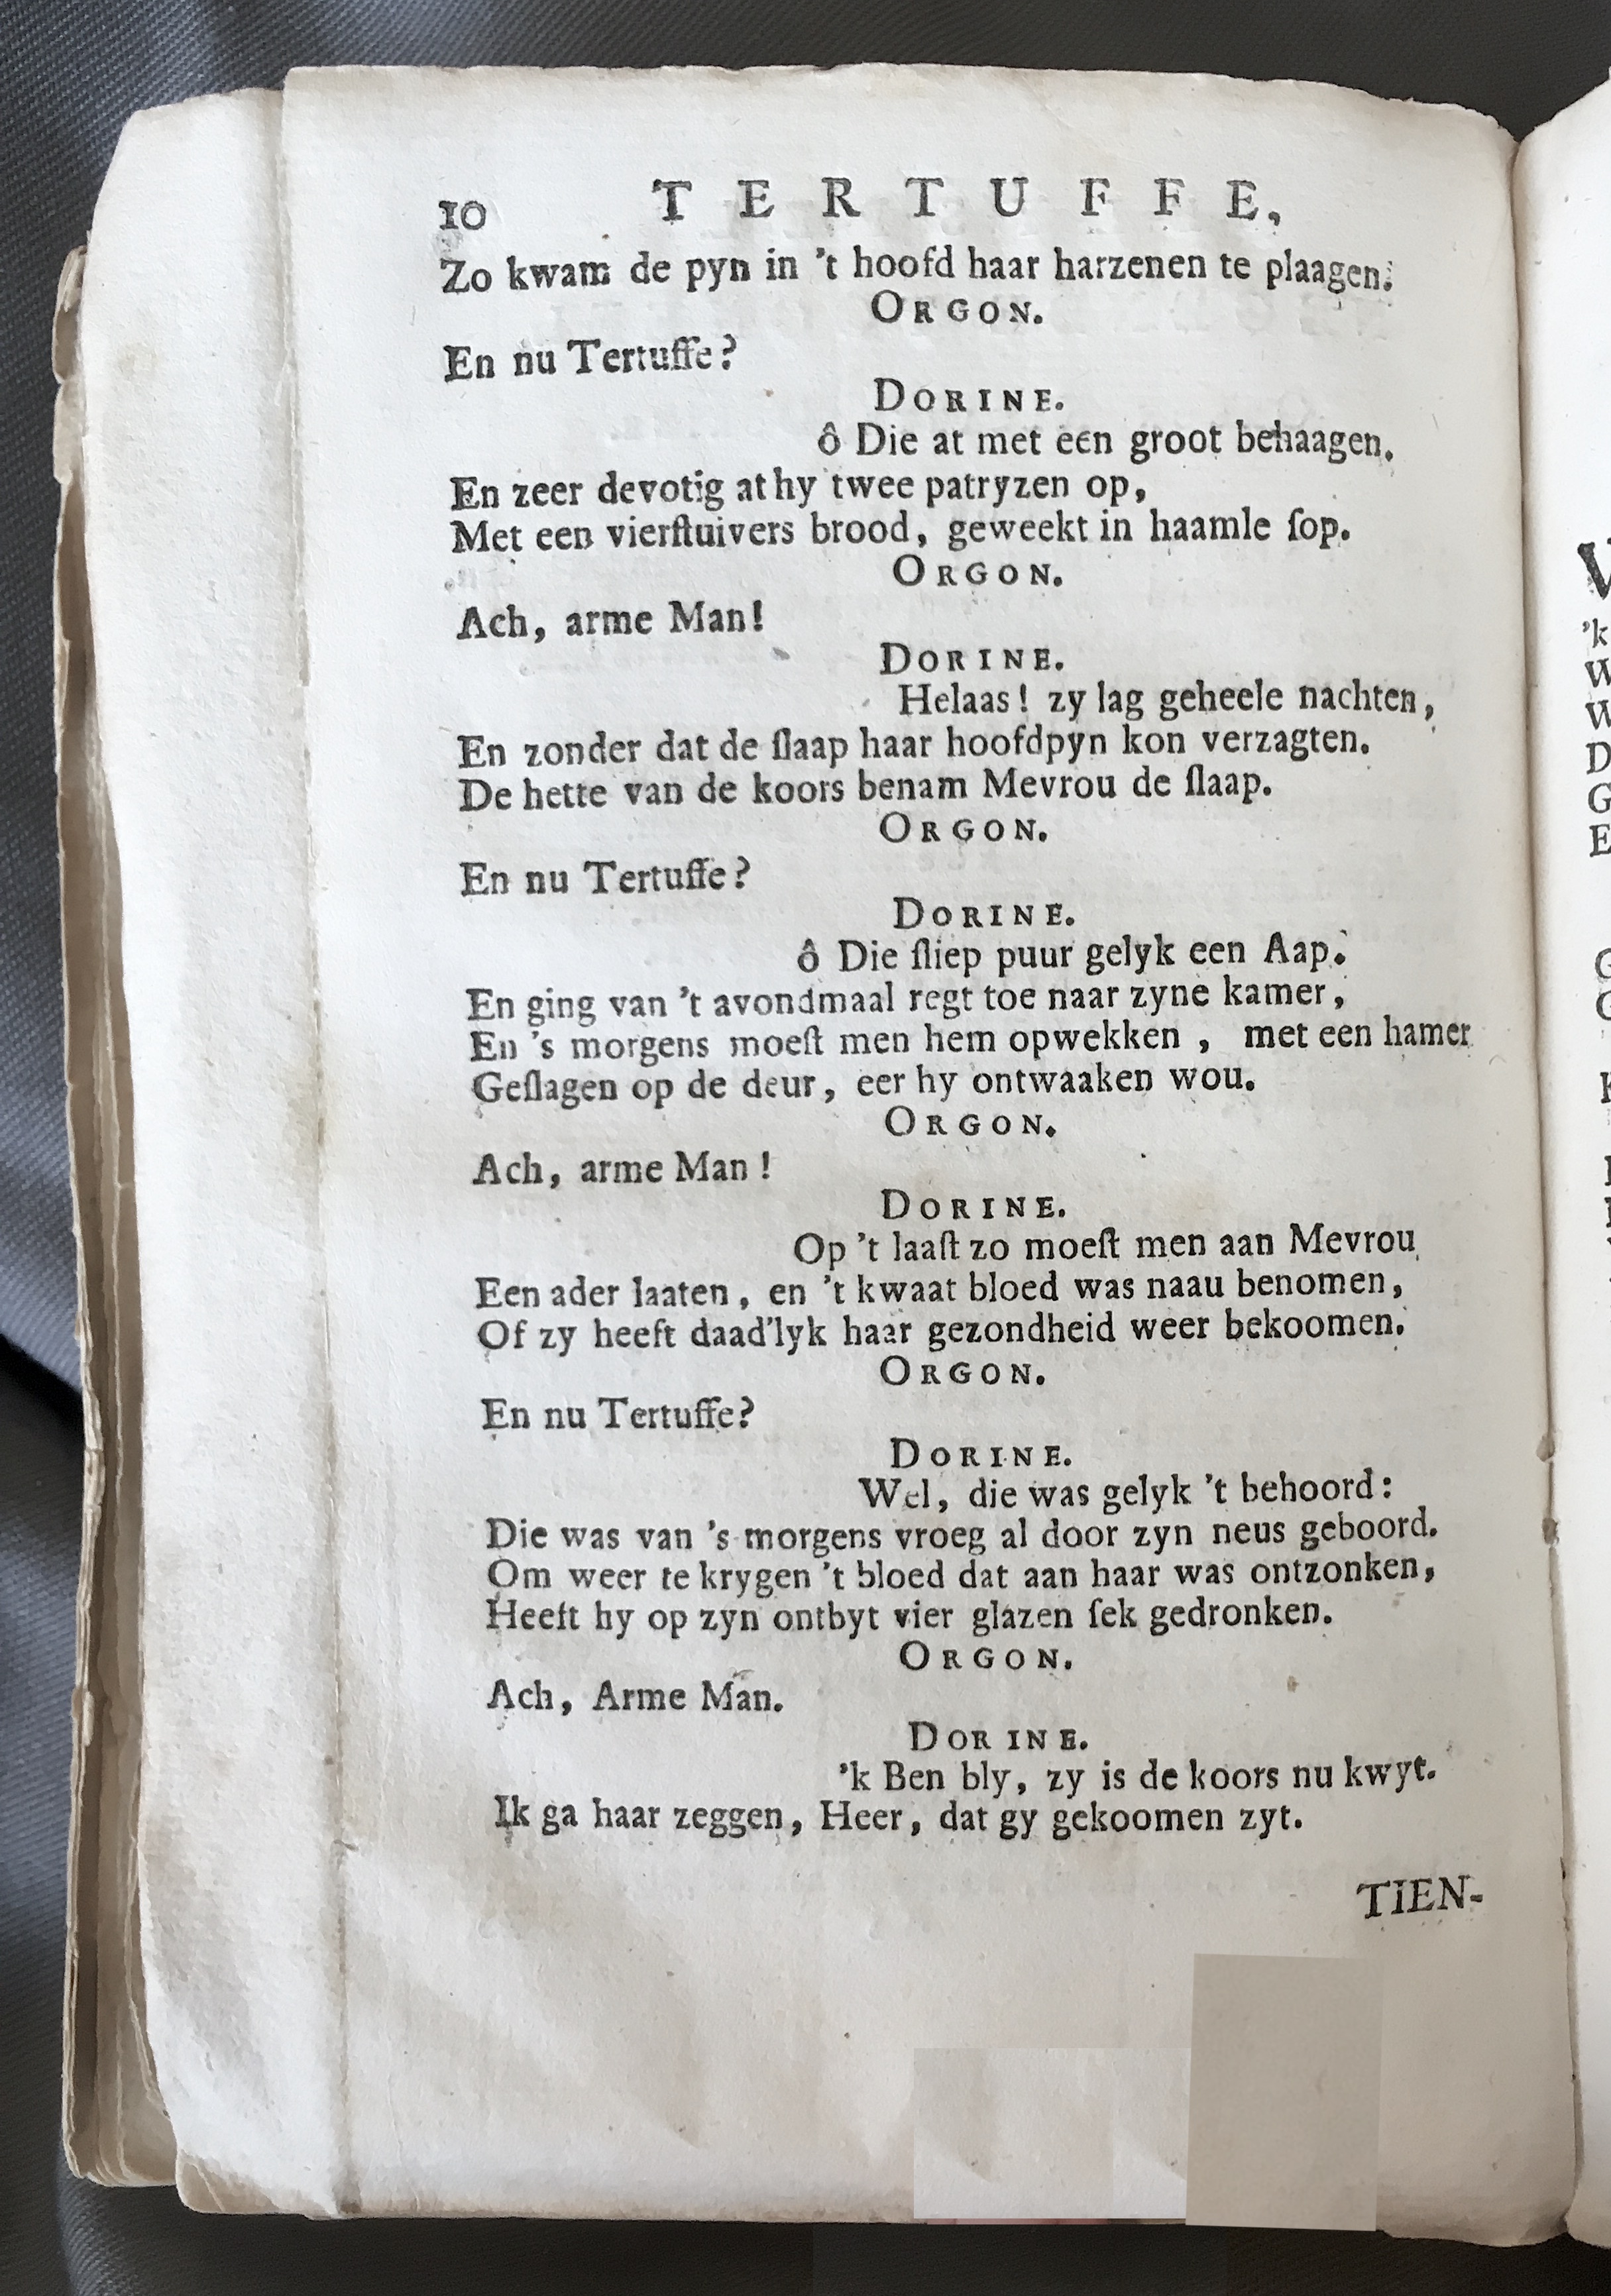 10 TERTUFFE,
Zo kwam de pyn in 't hoofd haar harzenen te plaagen.
ORGON.
En nu Tertuffe?
DORINE.
ô Die at met een groot behaagen.
En zeer devotig at hy twee patryzen op,
Met een vierſtuivers brood, geweekt in haamle ſop.
ORGON.
Ach, arme Man!
DORINE.
Helaas! zy lag geheele nachten,
En zonder dat de ſlaap haar hoofdpyn kon verzagten.
De hette van de koors benam Mevrou de ſlaap.
ORGON.
En nu Tertuffe?
DORINE.
ô Die ſliep puur gelyk een Aap.
En ging van 't avondmaal regt toe naar zyne kamer,
En 's morgens moeſt men hem opwekken, met een hamer
Geſlagen op de deur, eer hy ontwaaken wou.
ORGON.
Ach, arme Man!
DORINE.
Op 't laaſt zo moeſt men aan Mevrou
Een ader laaten, en 't kwaat bloed was naau benomen,
Of zy heeft daad'lyk haar gezondheid weer bekoomen.
ORGON.
En nu Tertuffe?
DORINE.
Wel, die was gelyk 't behoord:
Die was van 's morgens vroeg al door zyn neus geboord.
Om weer te krygen 't bloed dat aan haar was ontzonken,
Heeft hy op zyn ontbyt vier glazen ſek gedronken.
ORGON.
Ach, Arme Man.
DORINE.
'k Ben bly, zy is de koors nu kwyt.
Ik ga haar zeggen, Heer, dat gy gekoomen zyt.
TIEN-